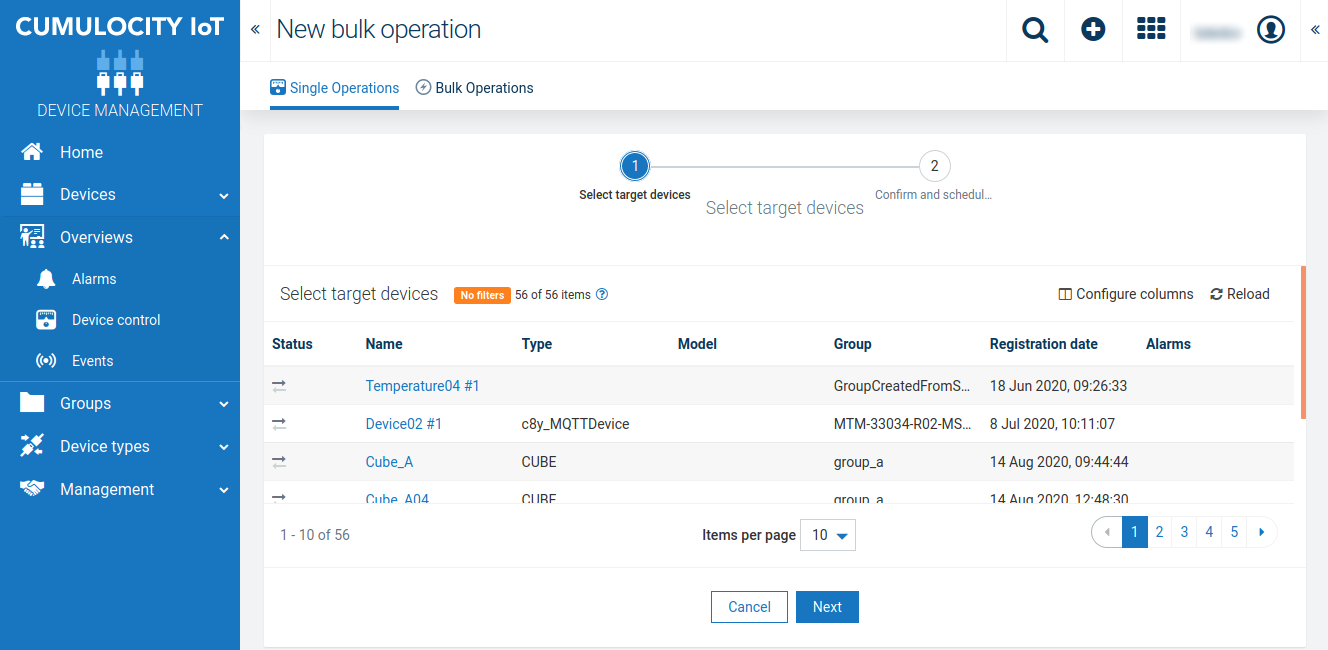 CUMULOCITY IoT
DEVICE MANAGEMENT
Home
Devices
Overviews
Alarms
Device control
Events
Groups
Device types
Management
New bulk operation
Single Operations
Bulk Operations
1
2
Select target devices
Confirm and schedul...
Select target devices
Select target devices No filters 56 of 56 items
Configure columns Reload
Status Name Type Model Group Registration date Alarms
Temperature04 #1 GroupCreatedFromS... 18 Jun 2020, 09:26:33
Device02 #1 c8y_MQTTDevice MTM-33034-R02-MS... 8 Jul 2020, 10:11:07
Cube_A CUBE group_a 14 Aug 2020, 09:44:44
Cube_A04 CUBE group_a 14 Aug 2020, 12:48:30
1 - 10 of 56
Items per page 10
1 2 3 4 5
Cancel Next